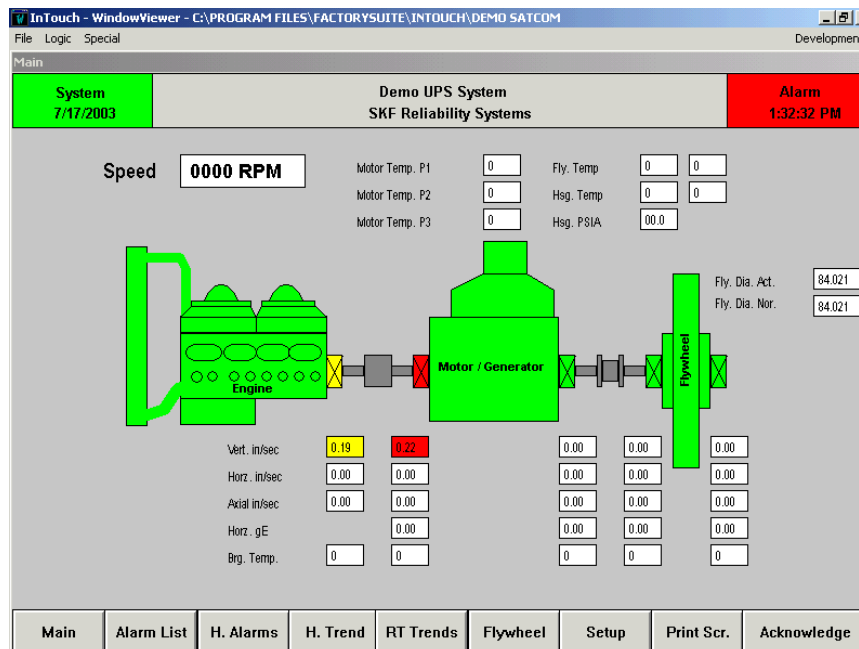 InTouch - WindowViewer - C:\PROGRAM FILES\FACTORYSUITE\INTOUCH\DEMO SATCOM
File Logic Special Developmen
Main
System
7/17/2003
Demo UPS System
SKF Reliability Systems
Alarm
1:32:32 PM
Speed 0000 RPM
Motor Temp. P1 0 Fly. Temp 0 0
Motor Temp. P2 0 Hsg. Temp 0 0
Motor Temp. P3 0 Hsg. PSIA 00.0
Fly. Dia. Act. 84.021
Fly. Dia. Nor. 84.021
Engine
Motor / Generator
Flywheel
Vert. in/sec 0.19 0.22 0.00 0.00 0.00
Horz. in/sec 0.00 0.00 0.00 0.00 0.00
Axial in/sec 0.00 0.00 0.00 0.00 0.00
Horz. gE 0.00 0.00 0.00 0.00
Brg. Temp. 0 0 0 0 0
Main Alarm List H. Alarms H. Trend RT Trends Flywheel Setup Print Scr. Acknowledge